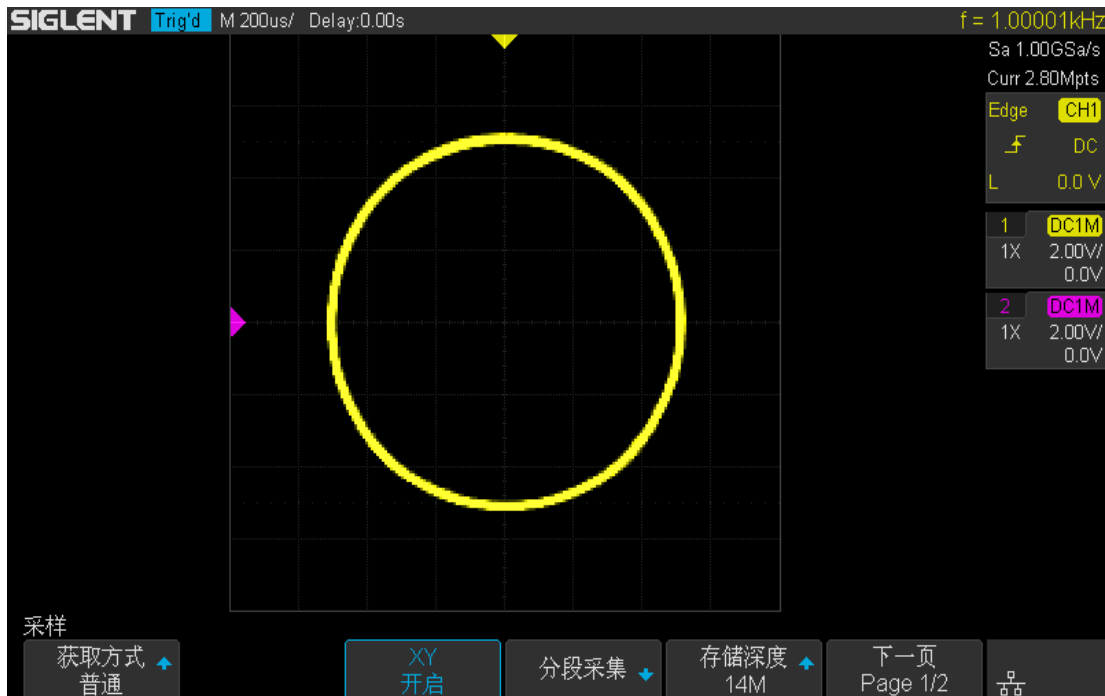 SIGLENT Trig'd M 200us/ Delay:0.00s f = 1.00001kHz
Sa 1.00GSa/s
Curr 2.80Mpts
Edge CH1
DC
L 0.0 V
1 DC1M
1X 2.00V/
0.0V
2 DC1M
1X 2.00V/
0.0V
采样
获取方式
普通
XY
开启
分段采集
存储深度
14M
下一页
Page 1/2